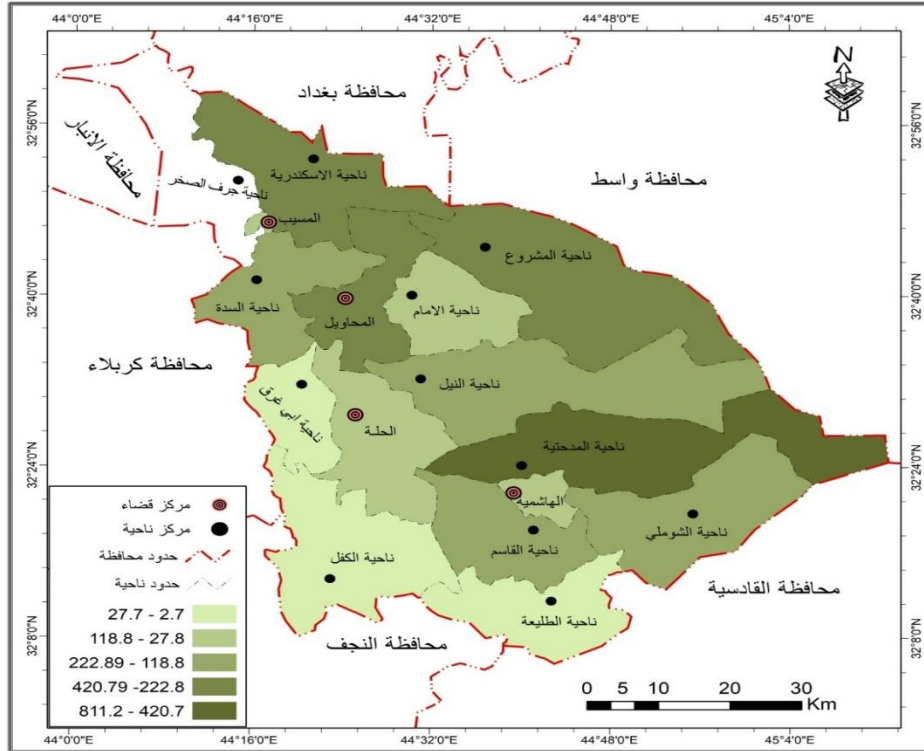 44°0'0"E
44°16'0"E
44°32'0"E
44°48'0"E
45°4'0"E
N
محافظة بغداد
32°56'0"N
32°56'0"N
محافظة الانبار
ناحية الاسكندرية
ناحية جرف الصخر
محافظة واسط
المسيب
ناحية المشروع
32°40'0"N
32°40'0"N
ناحية السدة
المحاويل
ناحية الامام
محافظة كربلاء
ناحية النيل
ناحية ابي غرق
الحلة
ناحية المدحتية
32°24'0"N
32°24'0"N
الهاشمية
ناحية الشوملي
ناحية القاسم
ناحية الكفل
محافظة القادسية
ناحية الطليعة
محافظة النجف
32°8'0"N
32°8'0"N
مركز قضاء
مركز ناحية
حدود محافظة
حدود ناحية
27.7 - 2.7
118.8 - 27.8
222.89 - 118.8
420.79 -222.8
811.2 - 420.7
0 5 10 20 30
Km
44°0'0"E
44°16'0"E
44°32'0"E
44°48'0"E
45°4'0"E